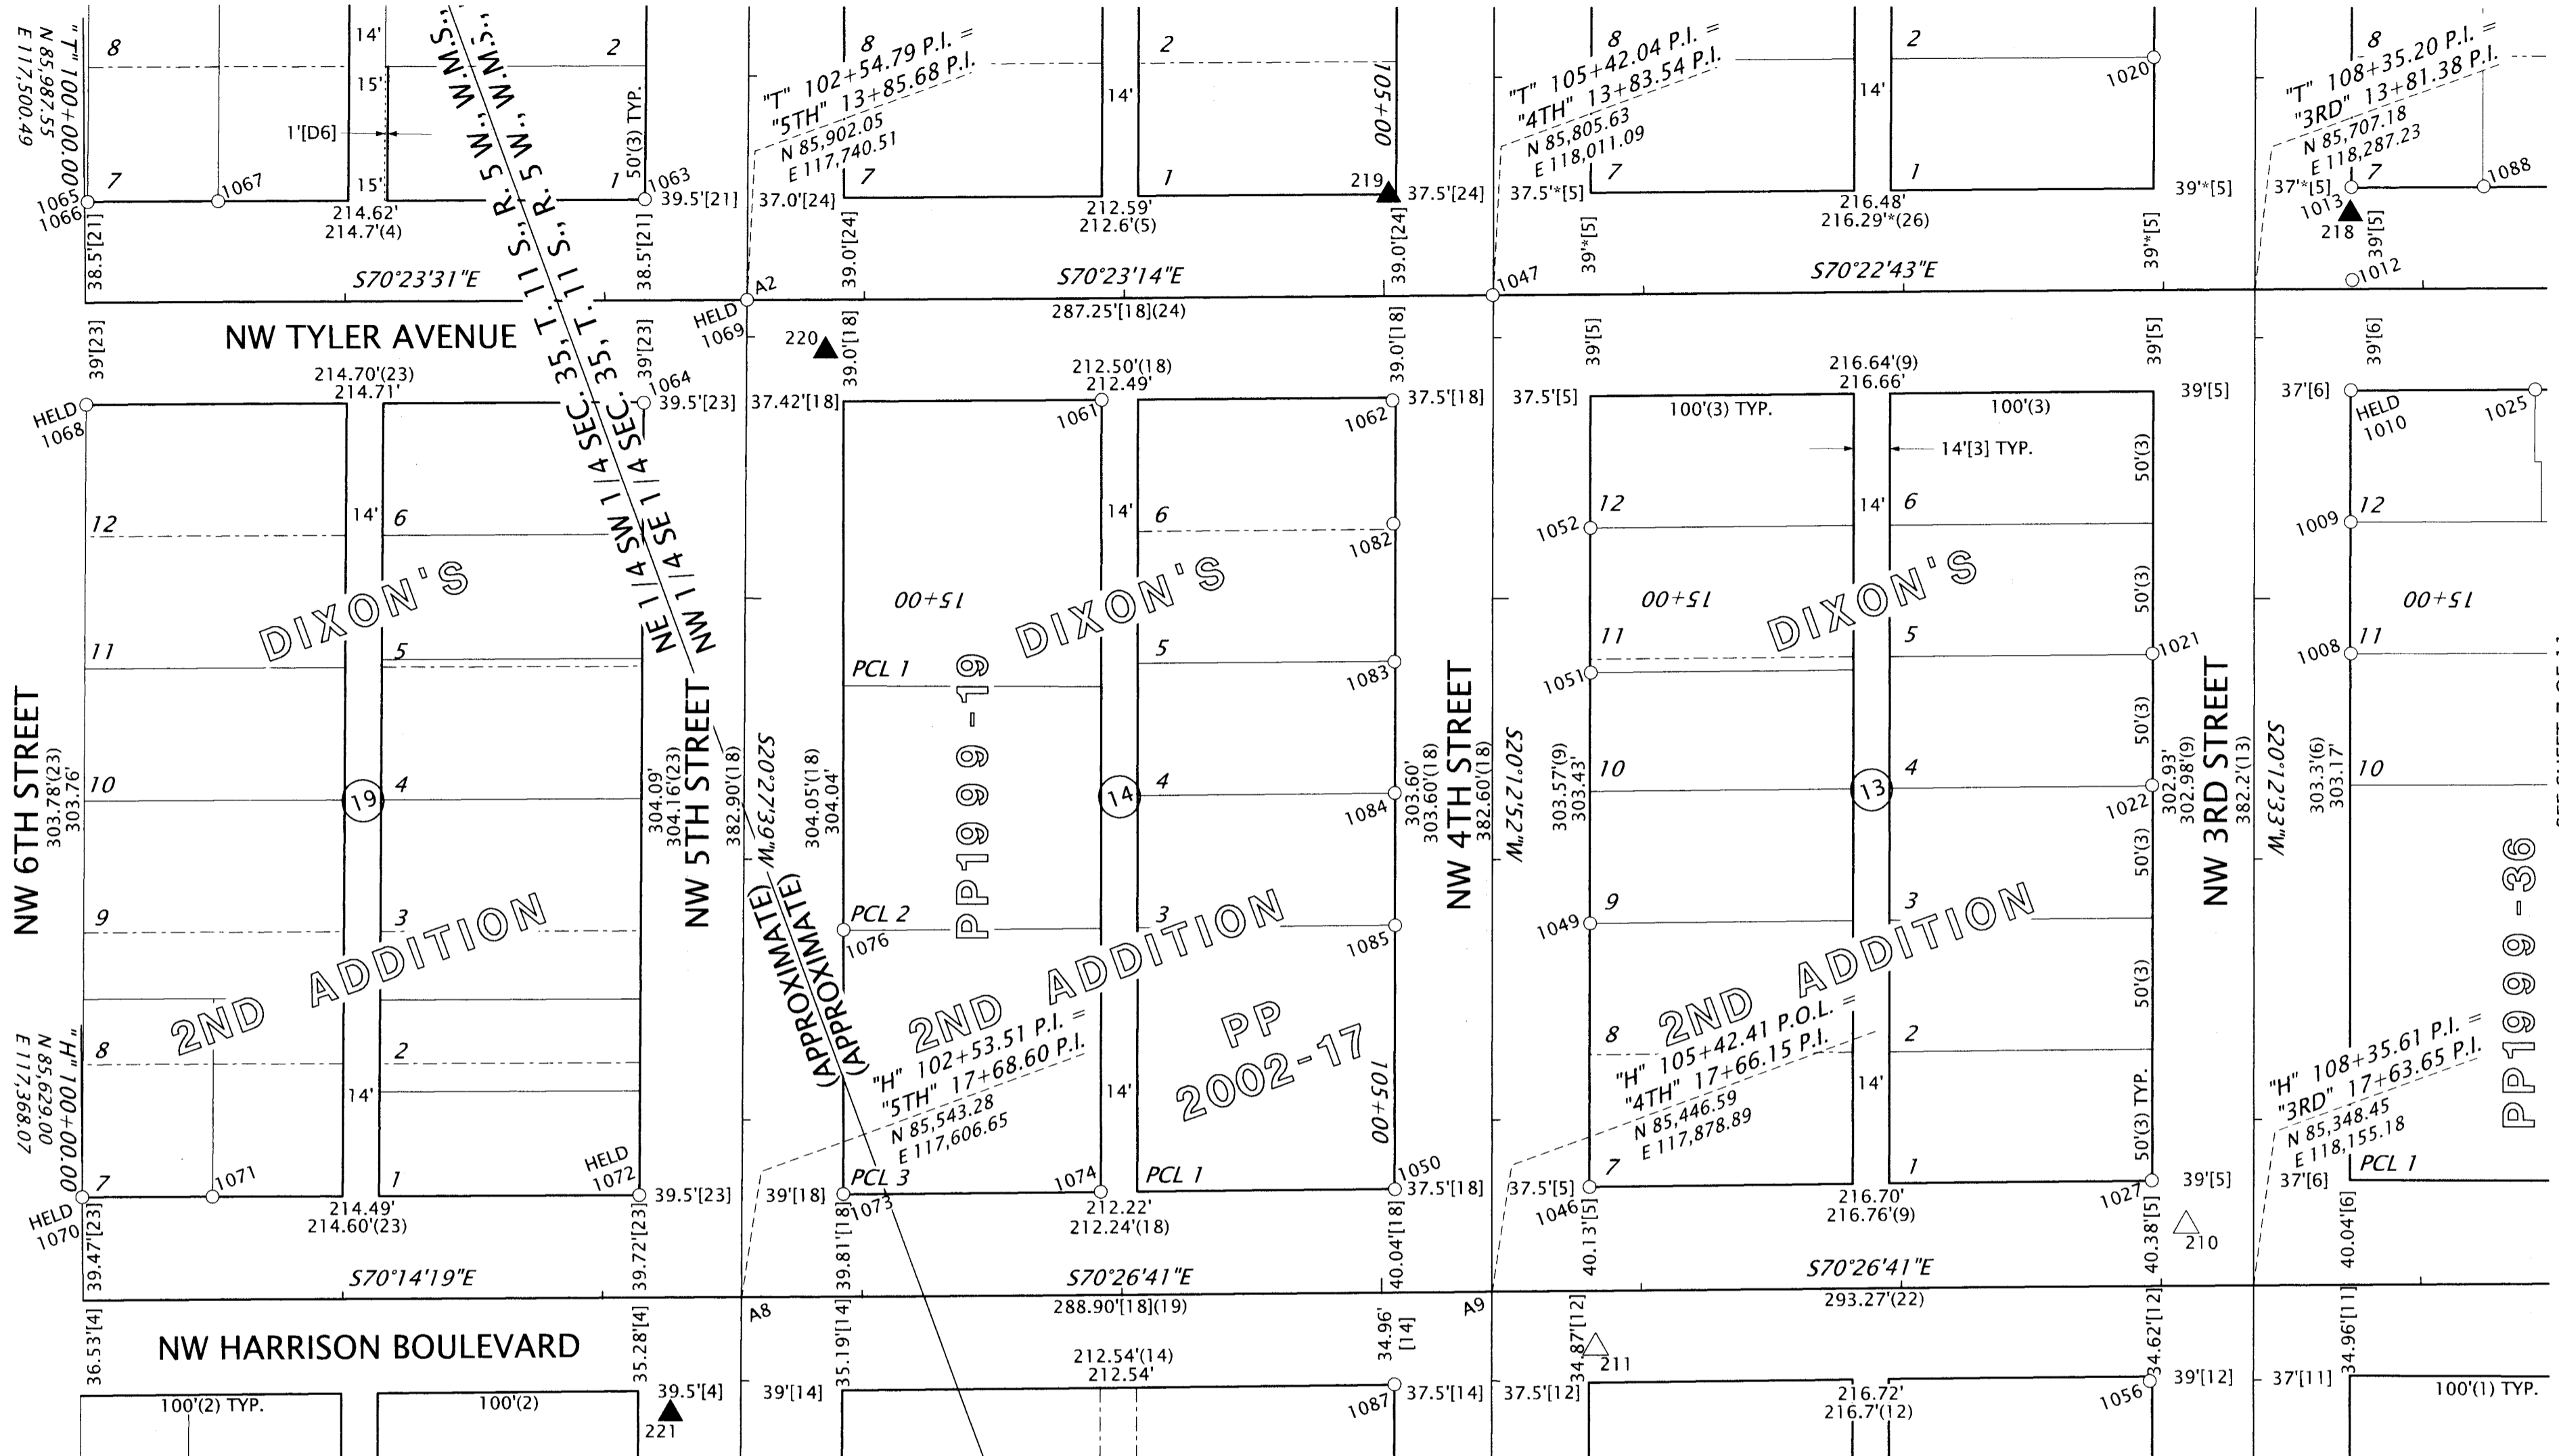 "T" 100+00.00
N 85,987.55
E 117,500.49
8
14'
2
15'
1'[D6]
50'(3) TYP.
7
1067
15'
1
1063
1065
1066
214.62'
214.7'(4)
39.5'[21]
38.5'[21]
38.5'[21]
S70°23'31"E
SEC. 35, T. 11 S., R. 5 W., W.M.
SEC. 35, T. 11 S., R. 5 W., W.M.
NE 1/4 SW 1/4
NW 1/4 SE 1/4
(APPROXIMATE)
(APPROXIMATE)
8
"T" 102+54.79 P.I. =
"5TH" 13+85.68 P.I.
N 85,902.05
E 117,740.51
2
14'
105+00
37.0'[24]
7
1
219
37.5'[24]
212.59'
212.6'(5)
39.0'[24]
39.0'[24]
S70°23'14"E
A2
8
"T" 105+42.04 P.I. =
"4TH" 13+83.54 P.I.
N 85,805.63
E 118,011.09
2
14'
1020
37.5'*[5]
7
1
39'*[5]
216.48'
216.29'*(26)
39'*[5]
39'*[5]
S70°22'43"E
1047
8
"T" 108+35.20 P.I. =
"3RD" 13+81.38 P.I.
N 85,707.18
E 118,287.23
37'*[5]
7
1088
1013
218
39'[5]
1012
NW TYLER AVENUE
39'[23]
39'[23]
HELD
1069
220
39.0'[18]
287.25'[18](24)
39.0'[18]
39'[5]
39'[5]
39'[6]
214.70'(23)
214.71'
1064
39.5'[23]
37.42'[18]
212.50'(18)
212.49'
1061
1062
37.5'[18]
37.5'[5]
216.64'(9)
216.66'
100'(3) TYP.
100'(3)
39'[5]
37'[6]
HELD
1010
1025
HELD
1068
14'[3] TYP.
50'(3)
12
14'
6
14'
6
1082
12
1052
14'
6
1009
12
DIXON'S
DIXON'S
DIXON'S
15+00
15+00
50'(3)
15+00
11
5
PCL 1
5
1083
11
1051
5
1021
1008
11
NW 6TH STREET
303.78'(23)
303.76'
10
19
4
304.09'
304.16'(23)
NW 5TH STREET
382.90'(18)
S20°27'39"W
304.05'(18)
304.04'
PP1999-19
14
4
1084
303.60'
303.60'(18)
NW 4TH STREET
382.60'(18)
S20°12'52"W
303.57'(9)
303.43'
10
13
4
50'(3)
1022
302.93'
302.98'(9)
NW 3RD STREET
382.2'(13)
S20°12'33"W
303.3'(6)
303.17'
10
PP1999-36
9
3
PCL 2
1076
3
1085
9
1049
3
50'(3)
2ND ADDITION
2ND ADDITION
2ND ADDITION
PP
2002-17
50'(3)
"H" 100+00.00
N 85,629.00
E 117,368.07
8
2
14'
"H" 102+53.51 P.I. =
"5TH" 17+68.60 P.I.
N 85,543.28
E 117,606.65
14'
105+00
8
"H" 105+42.41 P.O.L. =
"4TH" 17+66.15 P.I.
N 85,446.59
E 117,878.89
2
14'
50'(3) TYP.
"H" 108+35.61 P.I. =
"3RD" 17+63.65 P.I.
N 85,348.45
E 118,155.18
7
1071
1
HELD
1072
39.5'[23]
39'[18]
PCL 3
1073
1074
PCL 1
1050
37.5'[18]
37.5'[5]
7
1046
1
1027
39'[5]
37'[6]
PCL 1
HELD
1070
214.49'
214.60'(23)
212.22'
212.24'(18)
216.70'
216.76'(9)
210
39.47'[23]
39.72'[23]
39.81'[18]
40.04'[18]
40.13'[5]
40.38'[5]
40.04'[6]
S70°14'19"E
S70°26'41"E
S70°26'41"E
A8
288.90'[18](19)
A9
293.27'(22)
NW HARRISON BOULEVARD
36.53'[4]
35.28'[4]
35.19'[14]
34.96'
[14]
34.87'[12]
211
34.62'[12]
34.96'[11]
212.54'(14)
212.54'
100'(2) TYP.
100'(2)
39.5'[4]
221
39'[14]
1087
37.5'[14]
37.5'[12]
216.72'
216.7'(12)
1056
39'[12]
37'[11]
100'(1) TYP.